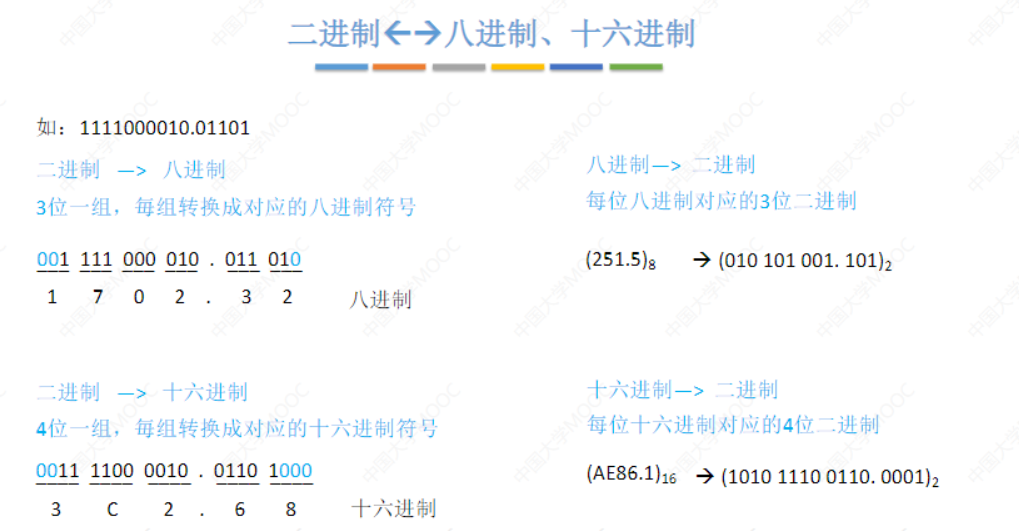 二进制←→八进制、十六进制
如：1111000010.01101
二进制 —> 八进制
3位一组，每组转换成对应的八进制符号
001 111 000 010 . 011 010
1 7 0 2 . 3 2 八进制
八进制—> 二进制
每位八进制对应的3位二进制
(251.5)8 → (010 101 001. 101)2
二进制 —> 十六进制
4位一组，每组转换成对应的十六进制符号
0011 1100 0010 . 0110 1000
3 C 2 . 6 8 十六进制
十六进制—> 二进制
每位十六进制对应的4位二进制
(AE86.1)16 → (1010 1110 0110. 0001)2
中国大学MOOC